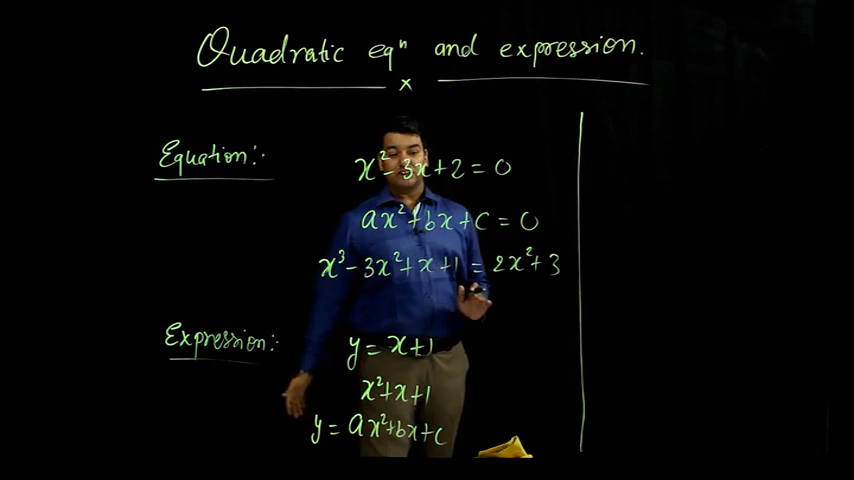 Quadratic eqⁿ and expression.
x
Equation:-
x² - 3x + 2 = 0
ax² + bx + c = 0
x³ - 3x² + x + 1 = 2x² + 3
Expression:-
y = x + 1
x² + x + 1
y = ax² + bx + c